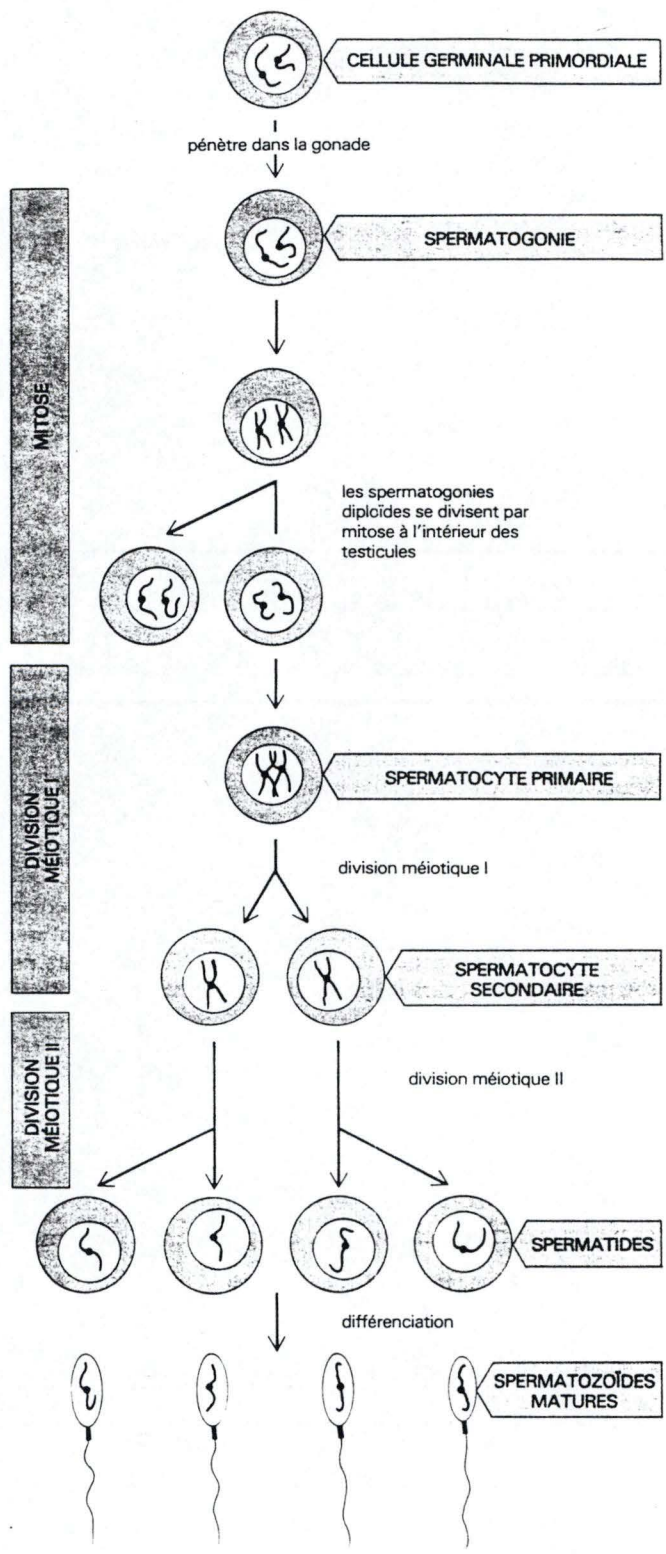 CELLULE GERMINALE PRIMORDIALE
pénètre dans la gonade
SPERMATOGONIE
MITOSE
les spermatogonies
diploïdes se divisent par
mitose à l'intérieur des
testicules
DIVISION
MÉIOTIQUE I
SPERMATOCYTE PRIMAIRE
division méiotique I
SPERMATOCYTE
SECONDAIRE
DIVISION
MÉIOTIQUE II
division méiotique II
SPERMATIDES
différenciation
SPERMATOZOÏDES
MATURES